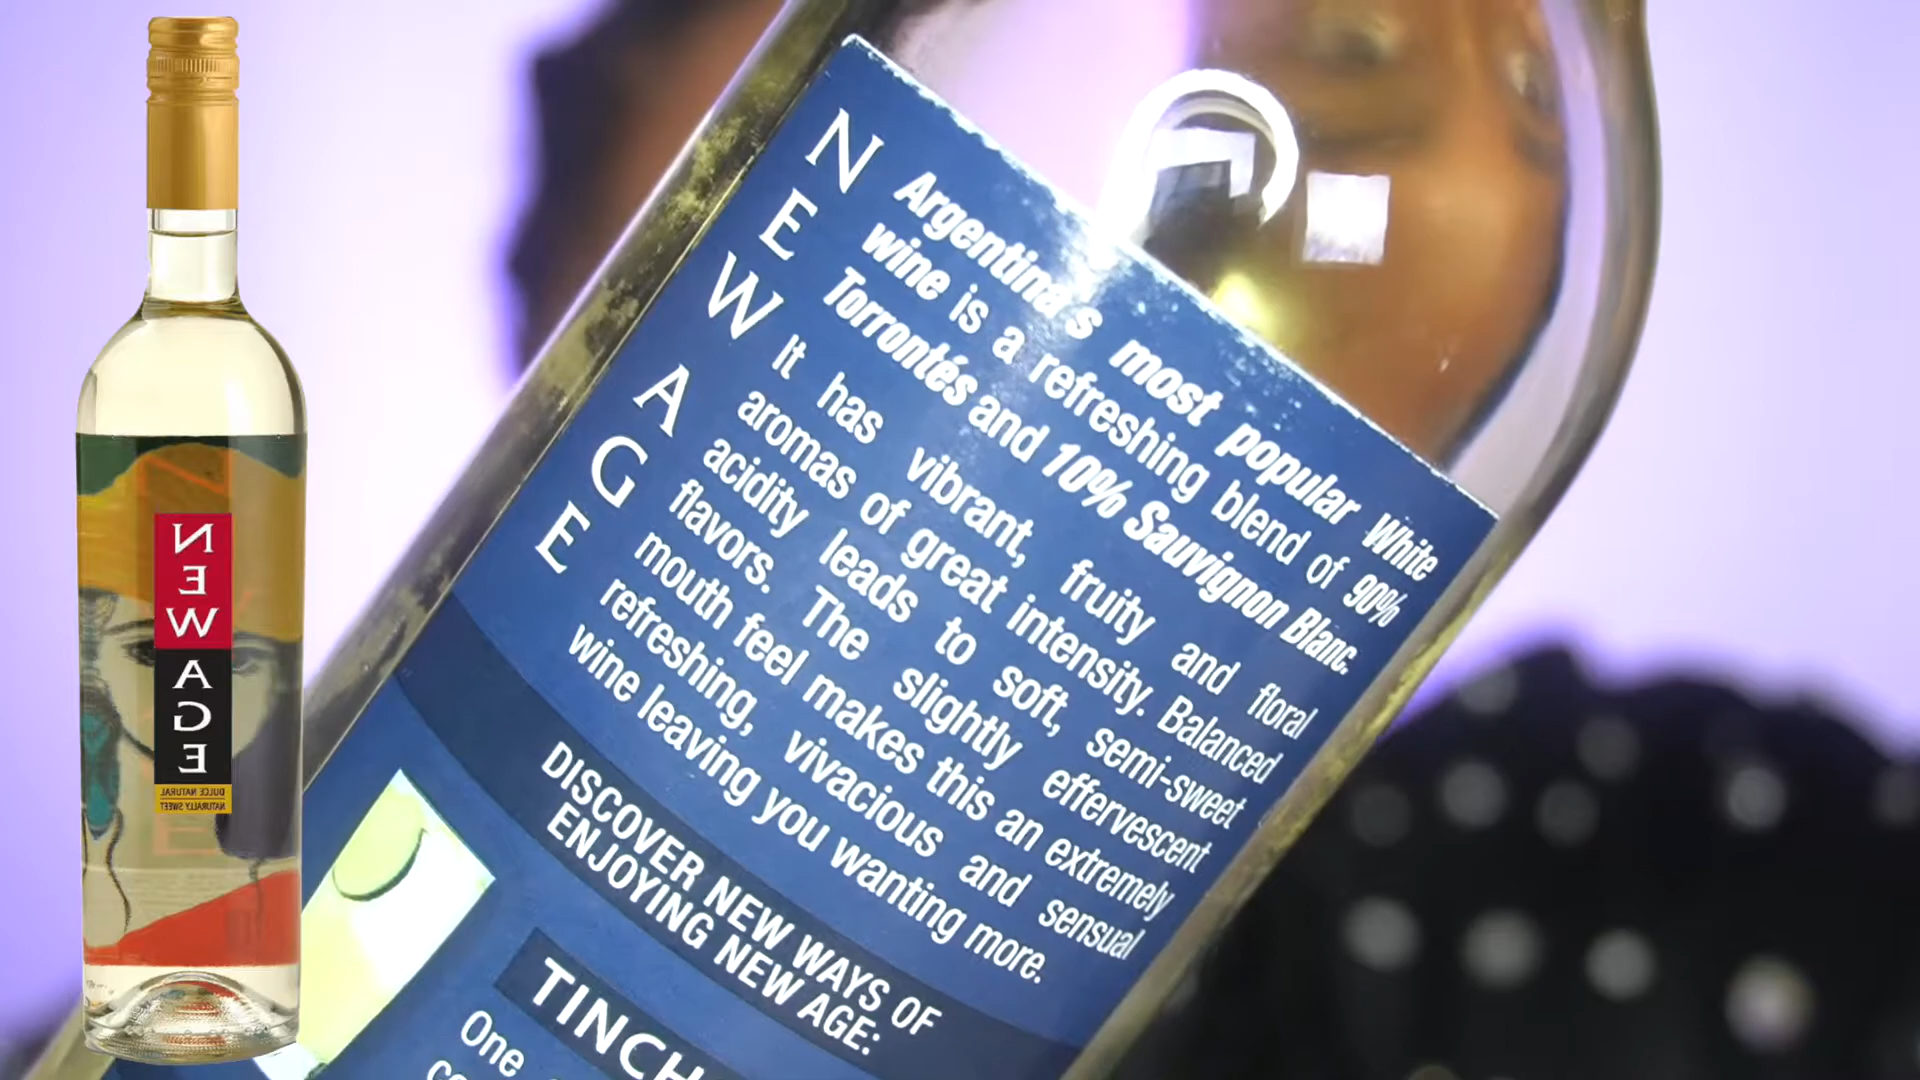 NEW AGE
DULCE NATURAL
NATURALLY SWEET
NEW AGE
Argentina's most popular White
wine is a refreshing blend of 90%
Torrontés and 10% Sauvignon Blanc.
It has vibrant, fruity and floral
aromas of great intensity. Balanced
acidity leads to soft, semi-sweet
flavors. The slightly effervescent
mouth feel makes this an extremely
refreshing, vivacious and sensual
wine leaving you wanting more.
DISCOVER NEW WAYS OF
ENJOYING NEW AGE:
One